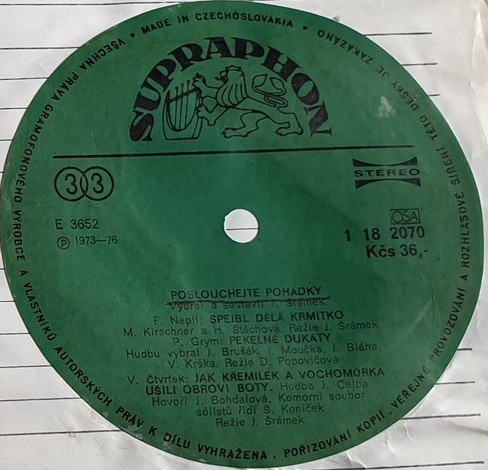 • MADE IN CZECHOSLOVAKIA •
VŠECHNA PRÁVA GRAMOFONOVÉHO VÝROBCE A VLASTNÍKŮ AUTORSKÝCH PRÁV K DÍLU VYHRAŽENA. POŘIZOVÁNÍ KOPIÍ, VEŘEJNÉ PROVOZOVÁNÍ A ROZHLASOVÉ ŠÍŘENÍ TÉTO DESKY JE ZAKÁZÁNO
SUPRAPHON
33
STEREO
E 3652
OSA
Ⓟ 1973-76
1 18 2070
Kčs 36,-
POSLOUCHEJTE POHÁDKY
Vybral a sestavil J. Šrámek
F. Nepil: ŠPEJBL DĚLÁ KRMÍTKO
M. Kirschner a H. Štáchová. Režie J. Šrámek
P. Grym: PEKELNÉ DUKÁTY
Hudbu vybral J. Brušák, J. Moučka, J. Bláha,
V. Krška. Režie D. Popovičová
V. Čtvrtek: JAK KŘEMÍLEK A VOCHOMŮRKA
UŠILI OBROVI BOTY. Hudba J. Celba
Hovoří J. Bohdalová, Komorní soubor
sólistů řídí Š. Koníček
Režie J. Šrámek